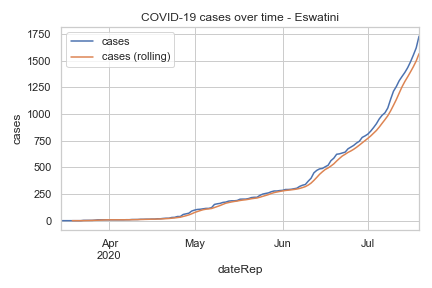 COVID-19 cases over time - Eswatini
cases
cases (rolling)
1750
1500
1250
1000
750
500
250
0
cases
Apr
2020
May
Jun
Jul
dateRep